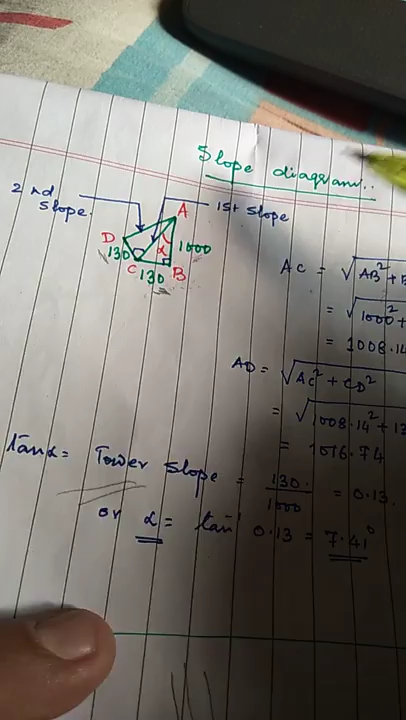 Slope diagram..
2nd
Slope.
1st Slope
A
D
130
C
α
B
1000
130
AC = √AB² + B
= √1000² +
= 1008.14
AD = √AC² + CD²
= √1008.14² + 13
= 1016.74
Tanα = Tower Slope = 130/1000 = 0.13.
or α = tan⁻¹ 0.13 = 7.41°